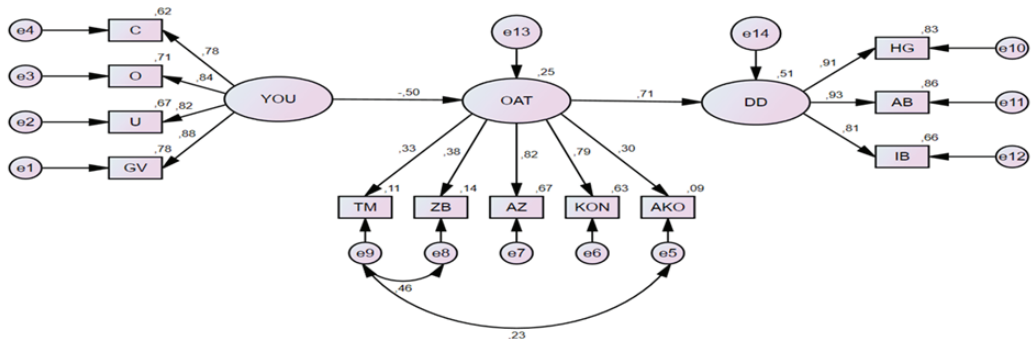 e4
C
,62
,78
e3
O
,71
,84
e2
U
,67
,82
e1
GV
,78
,88
YOU
-,50
e13
,25
OAT
,71
e14
,51
DD
,91
HG
,83
e10
,93
AB
,86
e11
,81
IB
,66
e12
,33
,38
,82
,79
,30
,11
,14
,67
,63
,09
TM
ZB
AZ
KON
AKO
e9
e8
e7
e6
e5
,46
,23